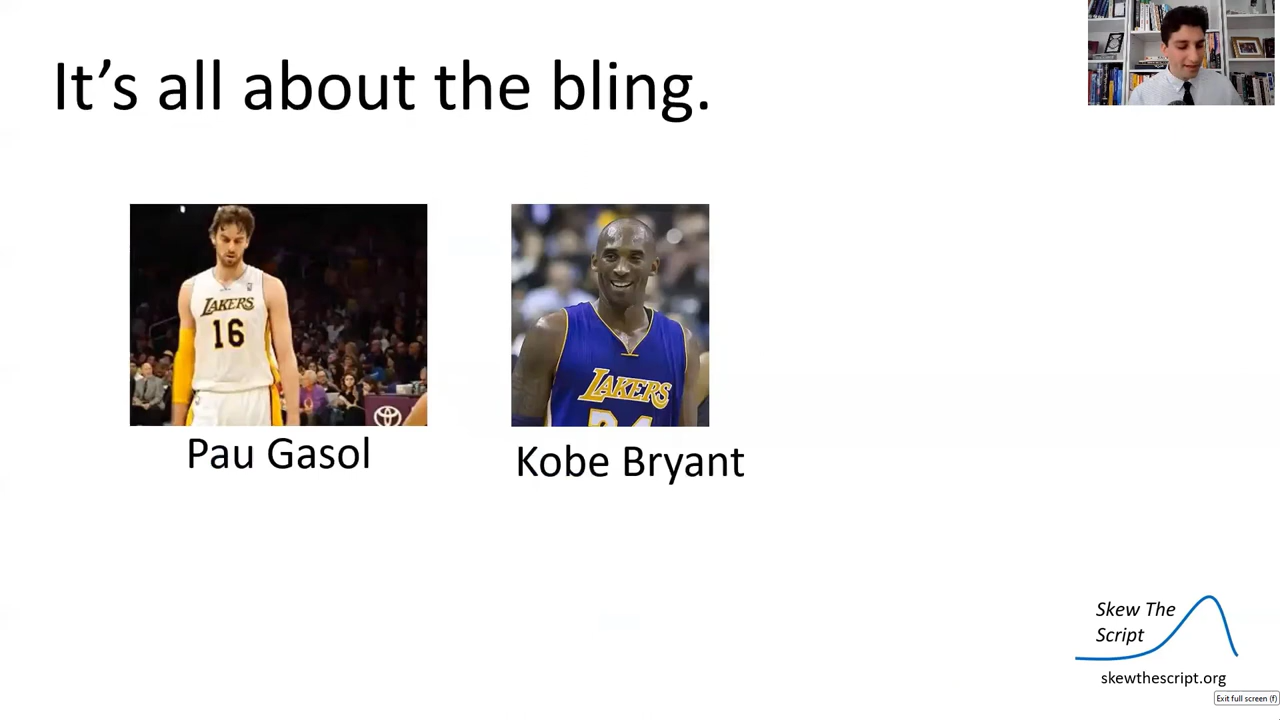 It's all about the bling.
LAKERS
16
LAKERS
Pau Gasol
Kobe Bryant
Skew The
Script
skewthescript.org
Exit full screen (f)